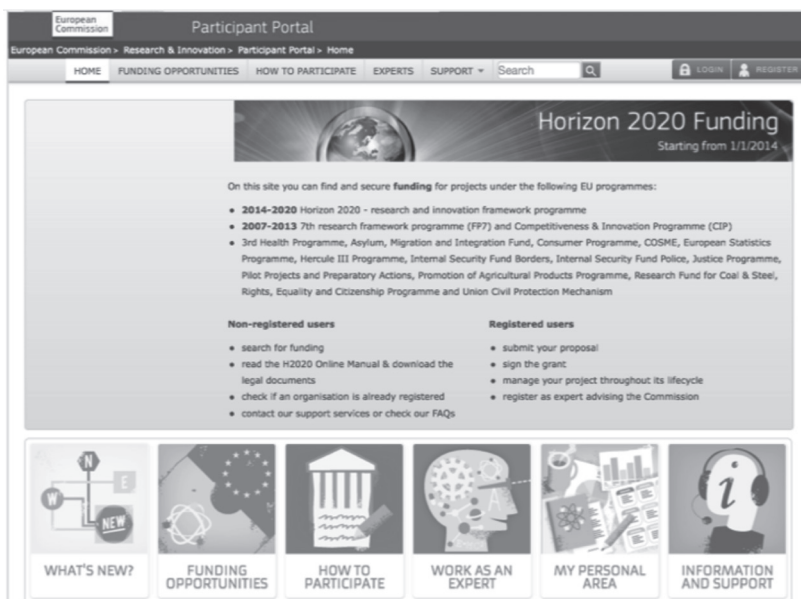 European
Commission
Participant Portal
European Commission > Research & Innovation > Participant Portal > Home
HOME FUNDING OPPORTUNITIES HOW TO PARTICIPATE EXPERTS SUPPORT Search LOGIN REGISTER
Horizon 2020 Funding
Starting from 1/1/2014
On this site you can find and secure funding for projects under the following EU programmes:
• 2014-2020 Horizon 2020 - research and innovation framework programme
• 2007-2013 7th research framework programme (FP7) and Competitiveness & Innovation Programme (CIP)
• 3rd Health Programme, Asylum, Migration and Integration Fund, Consumer Programme, COSME, European Statistics
Programme, Hercule III Programme, Internal Security Fund Borders, Internal Security Fund Police, Justice Programme,
Pilot Projects and Preparatory Actions, Promotion of Agricultural Products Programme, Research Fund for Coal & Steel,
Rights, Equality and Citizenship Programme and Union Civil Protection Mechanism
Non-registered users
• search for funding
• read the H2020 Online Manual & download the
legal documents
• check if an organisation is already registered
• contact our support services or check our FAQs
Registered users
• submit your proposal
• sign the grant
• manage your project throughout its lifecycle
• register as expert advising the Commission
N
E
W
NEW
A
i
WHAT'S NEW?
FUNDING
OPPORTUNITIES
HOW TO
PARTICIPATE
WORK AS AN
EXPERT
MY PERSONAL
AREA
INFORMATION
AND SUPPORT